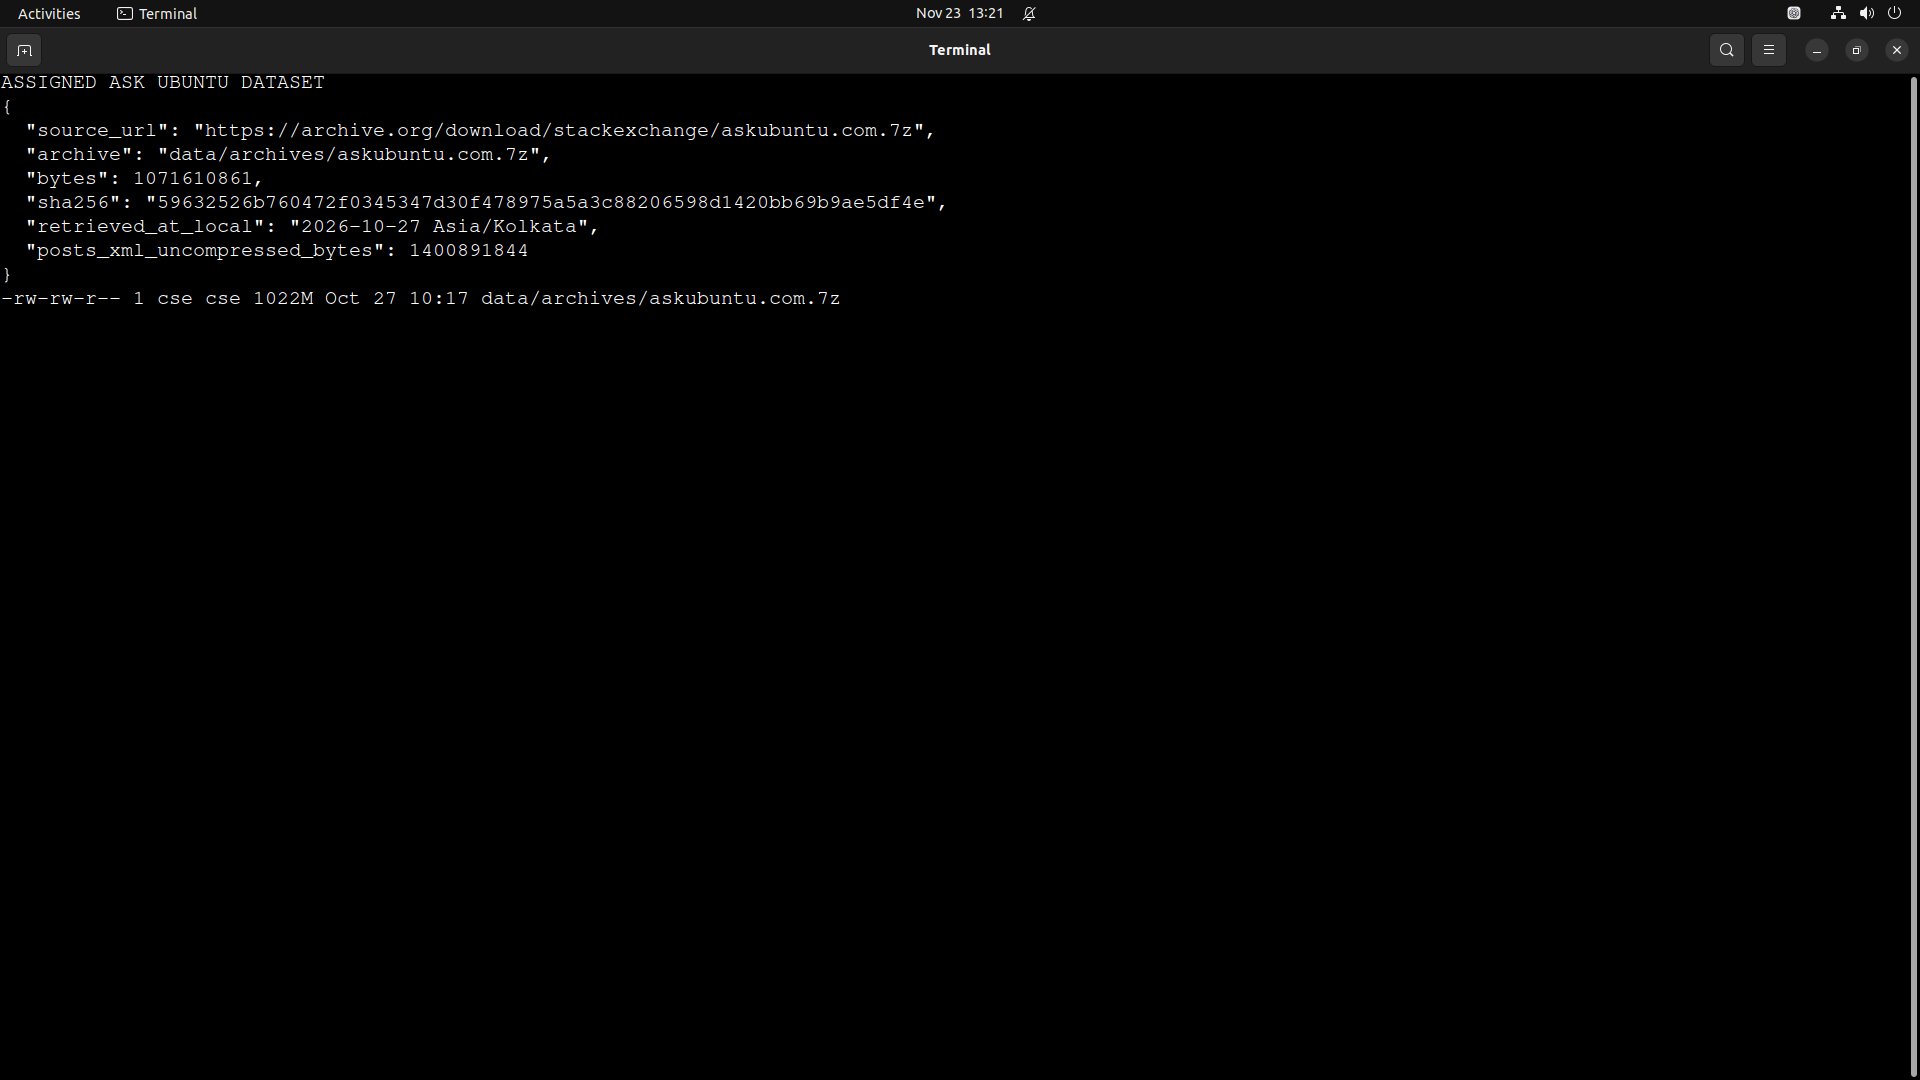 Activities Terminal Nov 23 13:21
Terminal
ASSIGNED ASK UBUNTU DATASET
{
  "source_url": "https://archive.org/download/stackexchange/askubuntu.com.7z",
  "archive": "data/archives/askubuntu.com.7z",
  "bytes": 1071610861,
  "sha256": "59632526b760472f0345347d30f478975a5a3c88206598d1420bb69b9ae5df4e",
  "retrieved_at_local": "2026-10-27 Asia/Kolkata",
  "posts_xml_uncompressed_bytes": 1400891844
}
-rw-rw-r-- 1 cse cse 1022M Oct 27 10:17 data/archives/askubuntu.com.7z